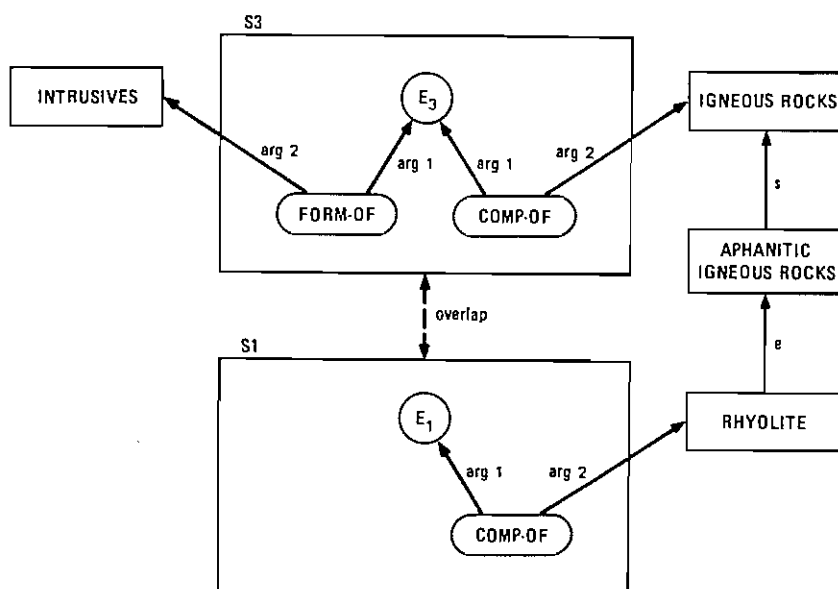 S3
INTRUSIVES
E3
IGNEOUS ROCKS
arg 2
arg 1
arg 1
arg 2
s
FORM-OF
COMP-OF
APHANITIC
IGNEOUS ROCKS
overlap
S1
e
E1
RHYOLITE
arg 1
arg 2
COMP-OF